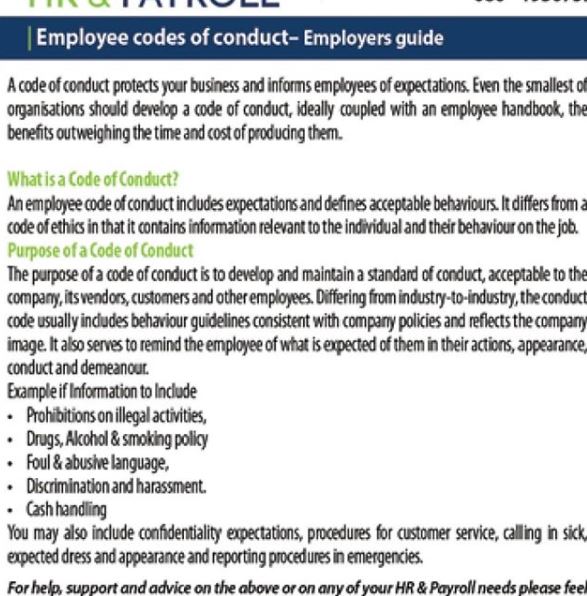 HR & PAYROLL
Employee codes of conduct– Employers guide
A code of conduct protects your business and informs employees of expectations. Even the smallest of
organisations should develop a code of conduct, ideally coupled with an employee handbook, the
benefits outweighing the time and cost of producing them.
What is a Code of Conduct?
An employee code of conduct includes expectations and defines acceptable behaviours. It differs from a
code of ethics in that it contains information relevant to the individual and their behaviour on the job.
Purpose of a Code of Conduct
The purpose of a code of conduct is to develop and maintain a standard of conduct, acceptable to the
company, its vendors, customers and other employees. Differing from industry-to-industry, the conduct
code usually includes behaviour guidelines consistent with company policies and reflects the company
image. It also serves to remind the employee of what is expected of them in their actions, appearance,
conduct and demeanour.
Example if Information to Include
• Prohibitions on illegal activities,
• Drugs, Alcohol & smoking policy
• Foul & abusive language,
• Discrimination and harassment.
• Cash handling
You may also include confidentiality expectations, procedures for customer service, calling in sick,
expected dress and appearance and reporting procedures in emergencies.
For help, support and advice on the above or on any of your HR & Payroll needs please feel